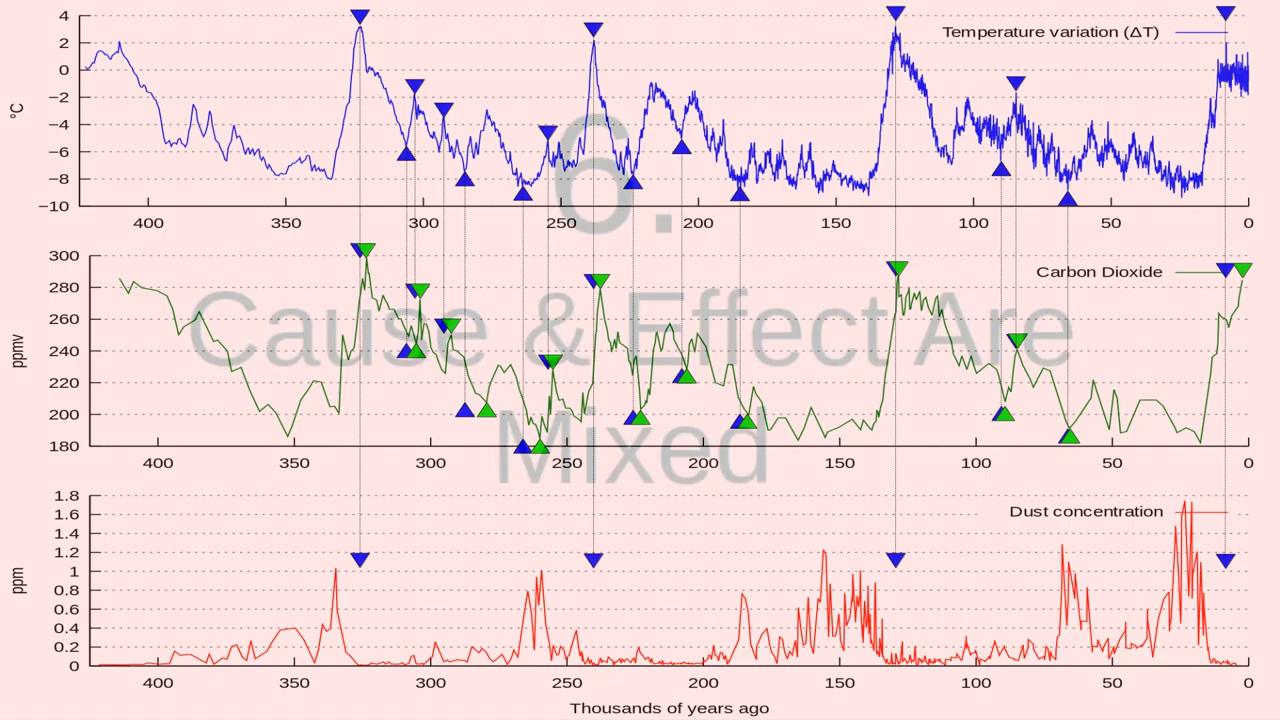 4
2
0
−2
−4
−6
−8
−10
°C
Temperature variation (ΔT)
400 350 300 250 200 150 100 50 0
6.
300
280
260
240
220
200
180
ppmv
Carbon Dioxide
Cause & Effect Are
Mixed
400 350 300 250 200 150 100 50 0
1.8
1.6
1.4
1.2
1
0.8
0.6
0.4
0.2
0
ppm
Dust concentration
400 350 300 250 200 150 100 50 0
Thousands of years ago